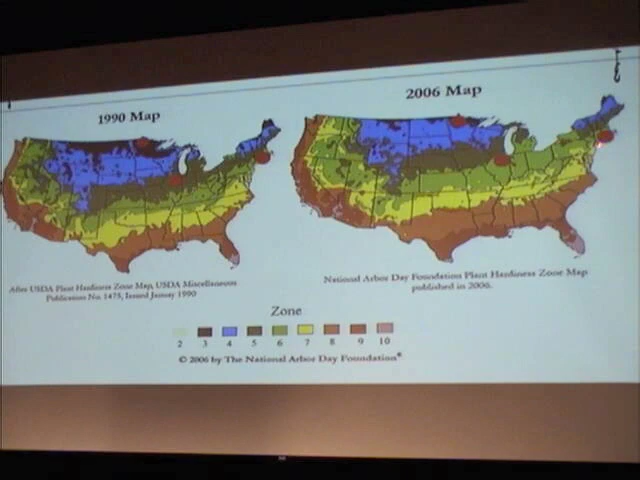 1990 Map
2006 Map
After USDA Plant Hardiness Zone Map, USDA Miscellaneous
Publication No. 1475, Issued January 1990
National Arbor Day Foundation Plant Hardiness Zone Map
published in 2006.
Zone
2 3 4 5 6 7 8 9 10
© 2006 by The National Arbor Day Foundation®